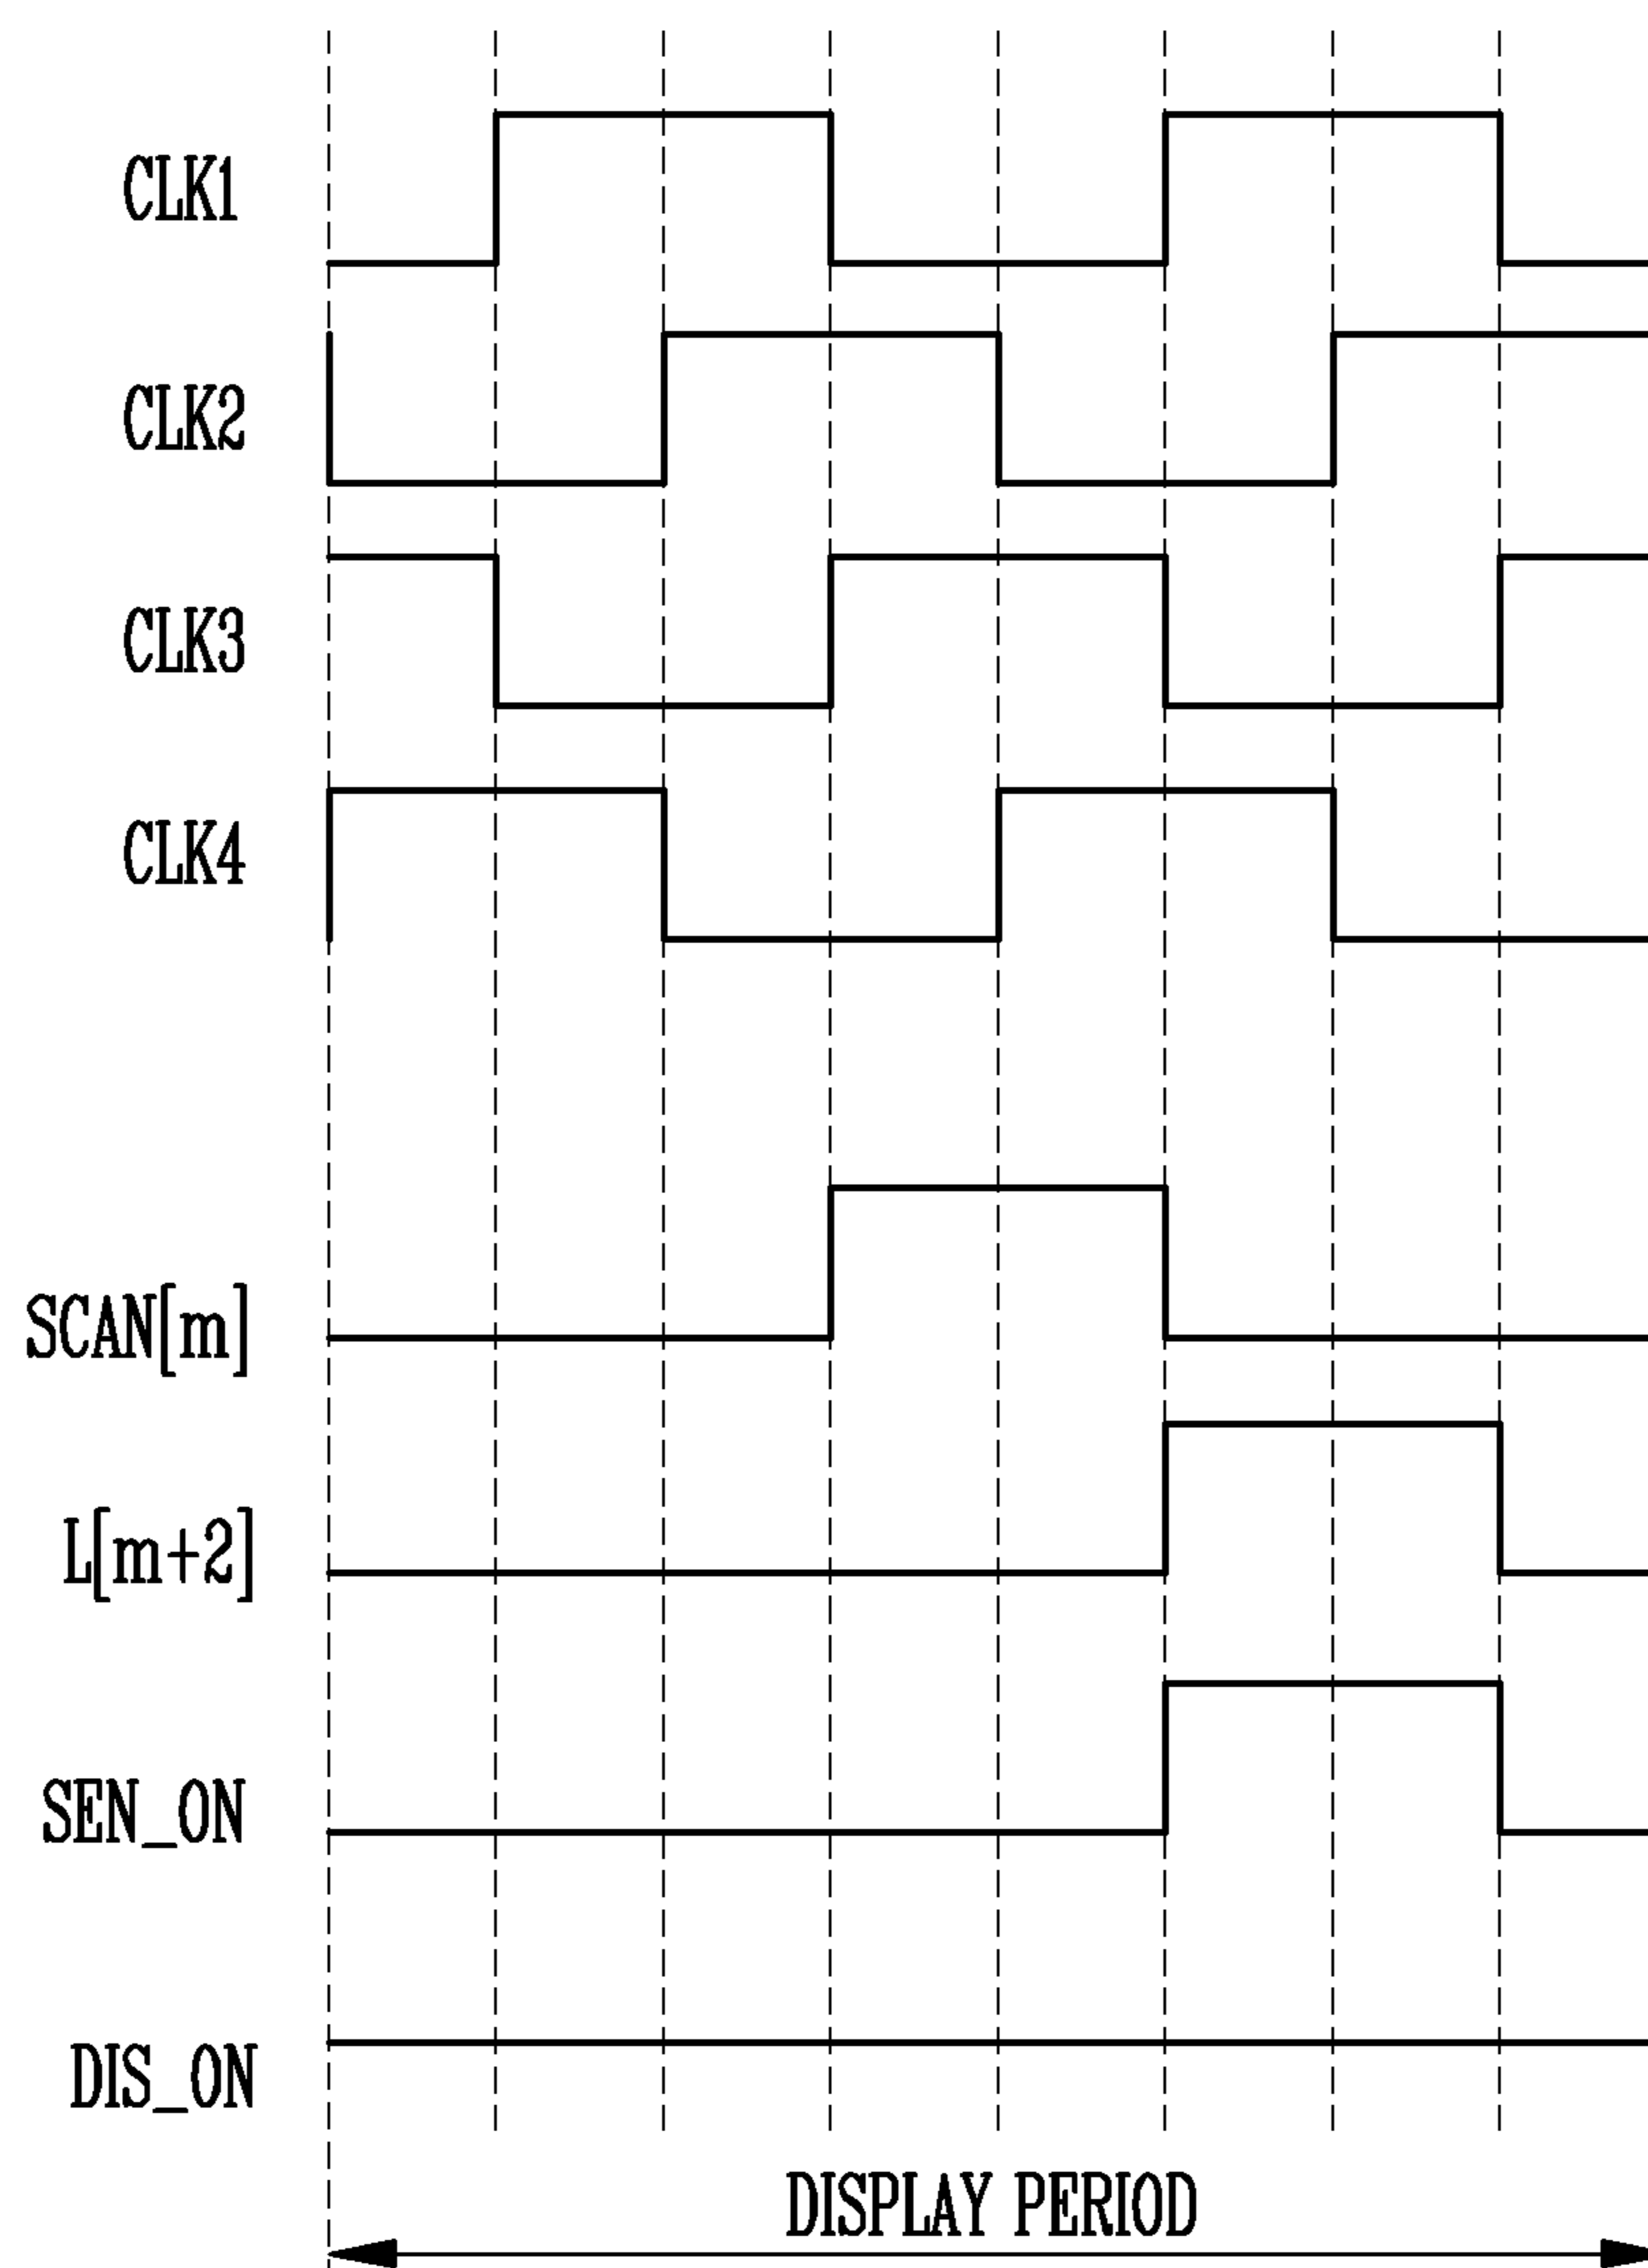 CLK1
CLK2
CLK3
CLK4
SCAN[m]
L[m+2]
SEN_ON
DIS_ON
DISPLAY PERIOD